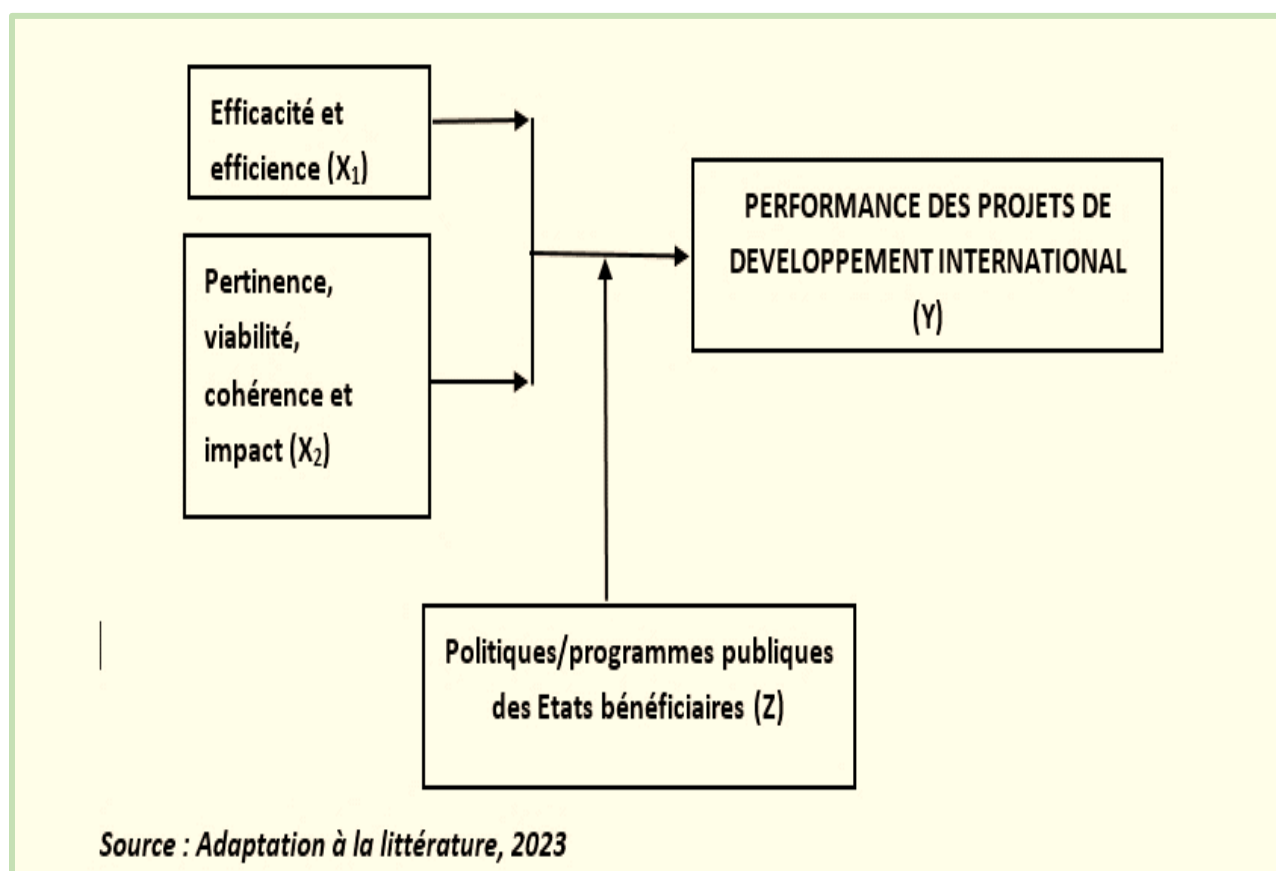 Efficacité et
efficience (X₁)
Pertinence,
viabilité,
cohérence et
impact (X₂)
PERFORMANCE DES PROJETS DE
DEVELOPPEMENT INTERNATIONAL
(Y)
Politiques/programmes publiques
des Etats bénéficiaires (Z)
Source : Adaptation à la littérature, 2023